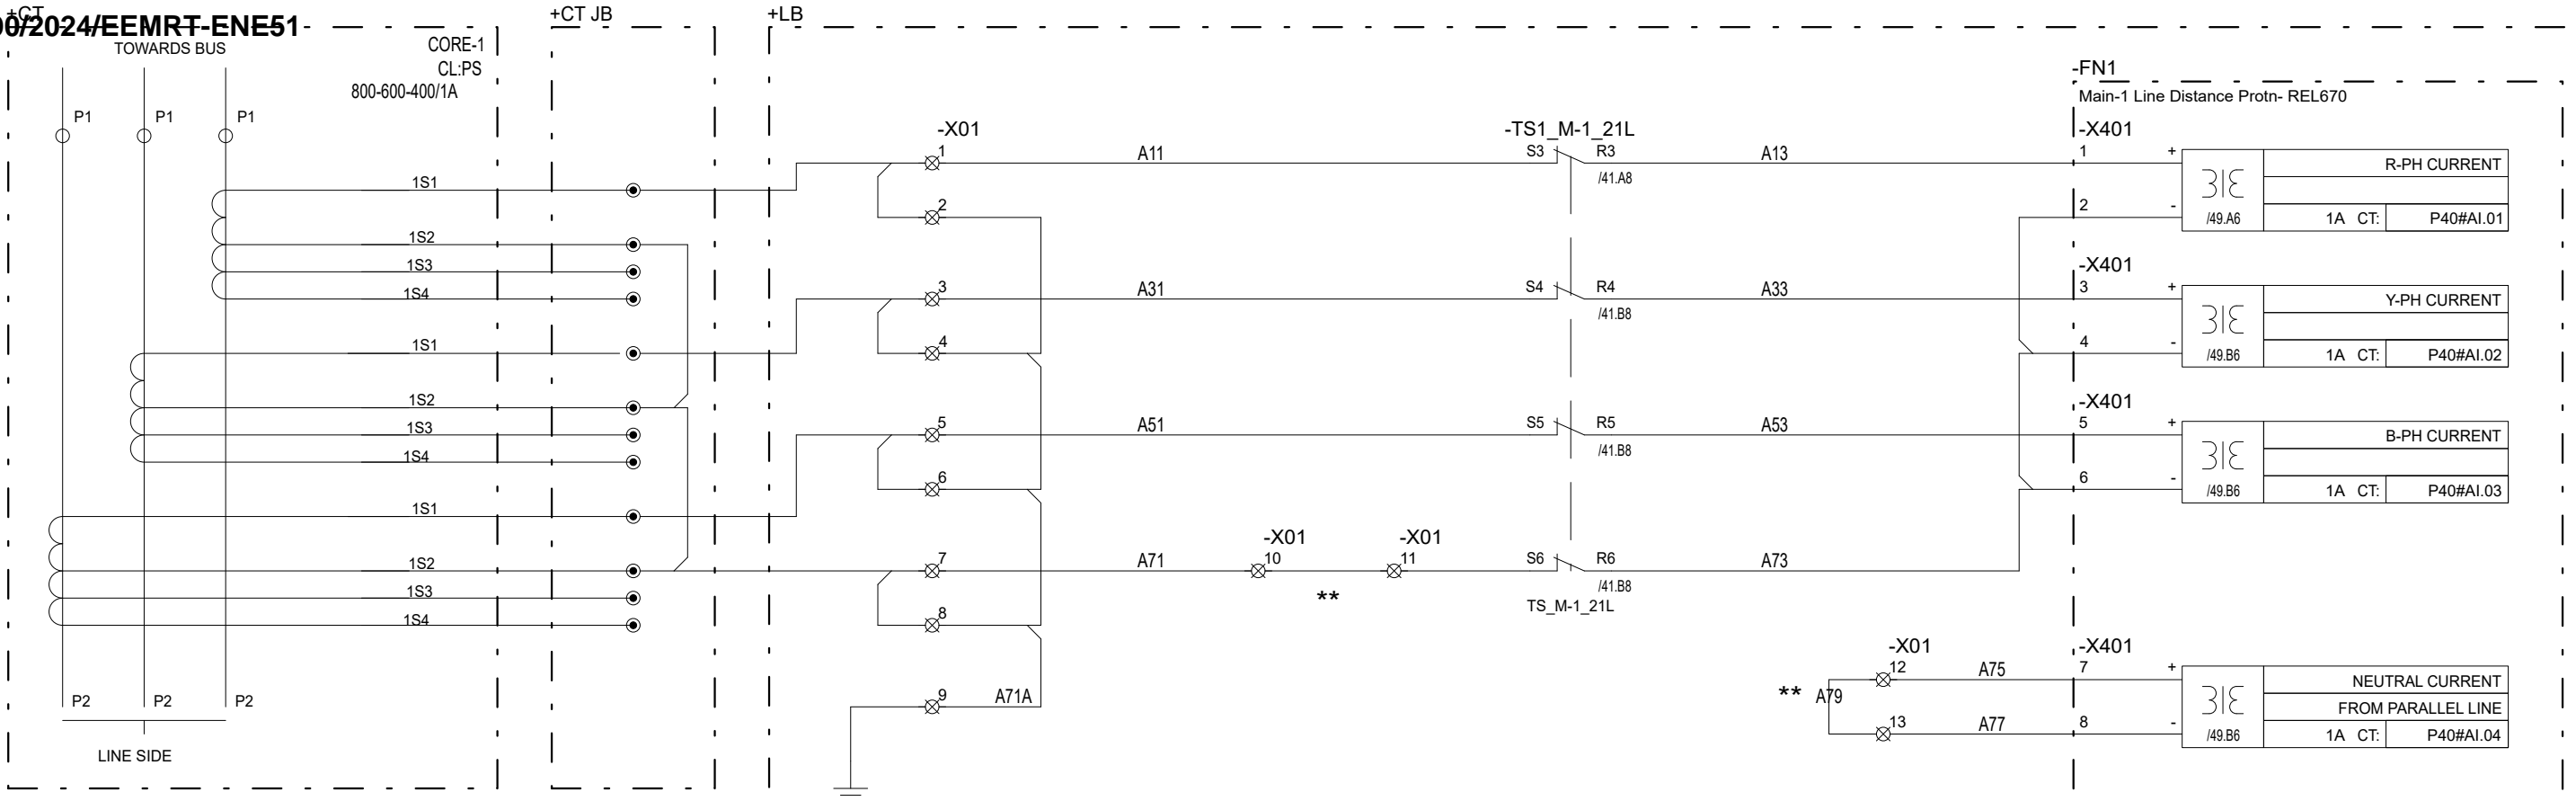 +CT
00/2024/EEMRT-ENE51
+CT JB
+LB
TOWARDS BUS
CORE-1
CL:PS
800-600-400/1A
P1
P1
P1
1S1
1S2
1S3
1S4
1S1
1S2
1S3
1S4
1S1
1S2
1S3
1S4
P2
P2
P2
LINE SIDE
-X01
1
2
3
4
5
6
7
8
9
A11
A31
A51
A71
A71A
-X01
10
-X01
11
**
-TS1_M-1_21L
S3
R3
/41.A8
S4
R4
/41.B8
S5
R5
/41.B8
S6
R6
/41.B8
TS_M-1_21L
A13
A33
A53
A73
-X01
12
A75
** A79
13
A77
-FN1
Main-1 Line Distance Protn- REL670
-X401
1
+
R-PH CURRENT
2
-
/49.A6
1A CT:
P40#AI.01
-X401
3
+
Y-PH CURRENT
4
-
/49.B6
1A CT:
P40#AI.02
-X401
5
+
B-PH CURRENT
6
-
/49.B6
1A CT:
P40#AI.03
-X401
7
+
NEUTRAL CURRENT
FROM PARALLEL LINE
8
-
/49.B6
1A CT:
P40#AI.04